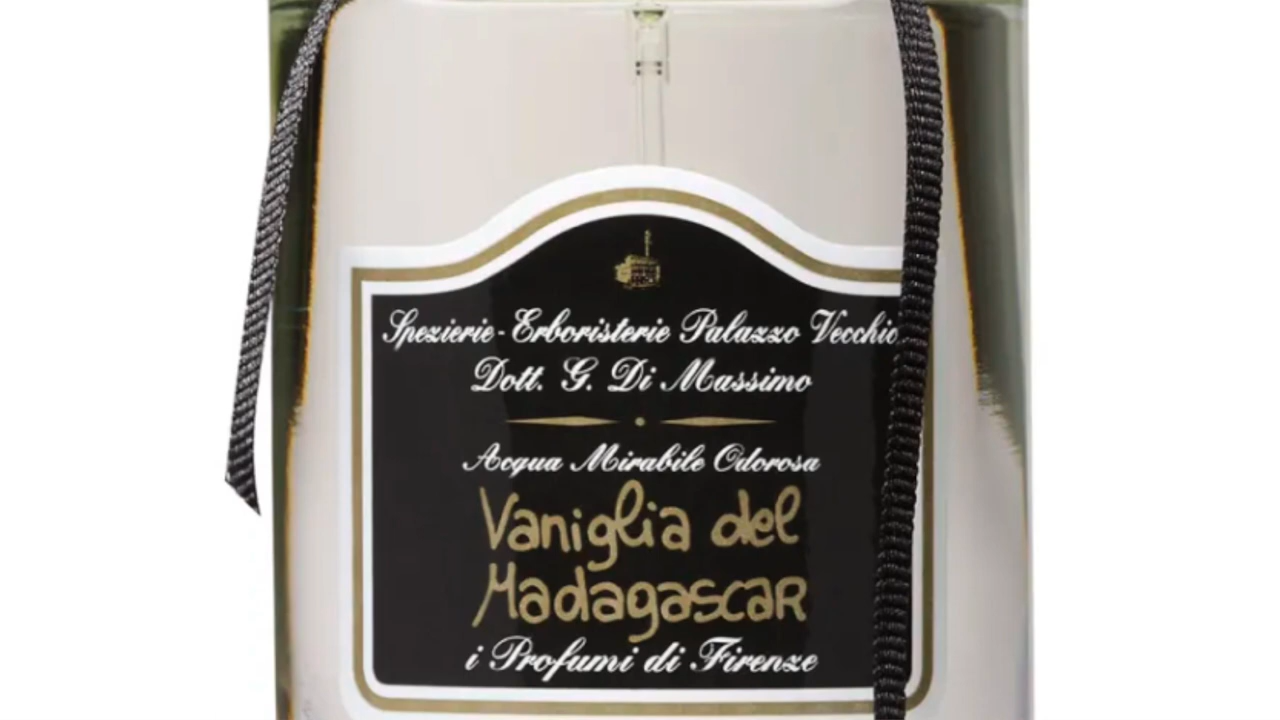 Spezierie - Erboristerie Palazzo Vecchio
Dott. G. Di Massimo
Acqua Mirabile Odorosa
Vaniglia del
Madagascar
i Profumi di Firenze